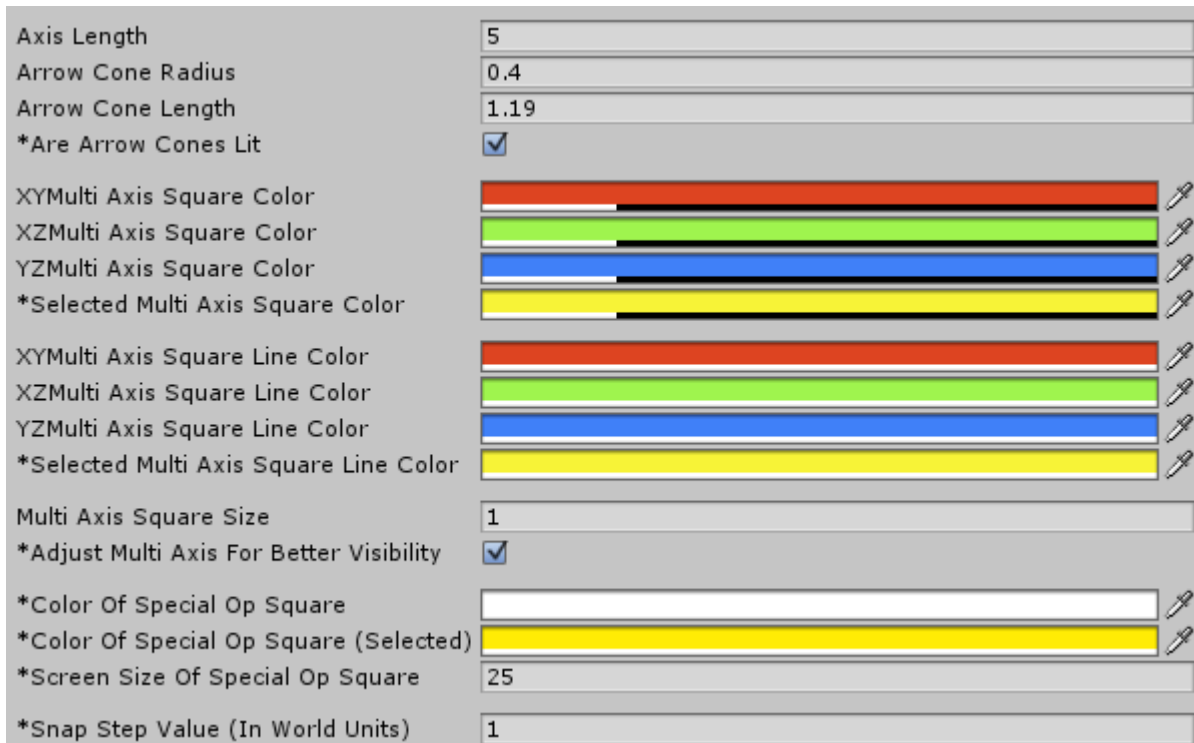 Axis Length 5
Arrow Cone Radius 0.4
Arrow Cone Length 1.19
*Are Arrow Cones Lit
XYMulti Axis Square Color
XZMulti Axis Square Color
YZMulti Axis Square Color
*Selected Multi Axis Square Color
XYMulti Axis Square Line Color
XZMulti Axis Square Line Color
YZMulti Axis Square Line Color
*Selected Multi Axis Square Line Color
Multi Axis Square Size 1
*Adjust Multi Axis For Better Visibility
*Color Of Special Op Square
*Color Of Special Op Square (Selected)
*Screen Size Of Special Op Square 25
*Snap Step Value (In World Units) 1